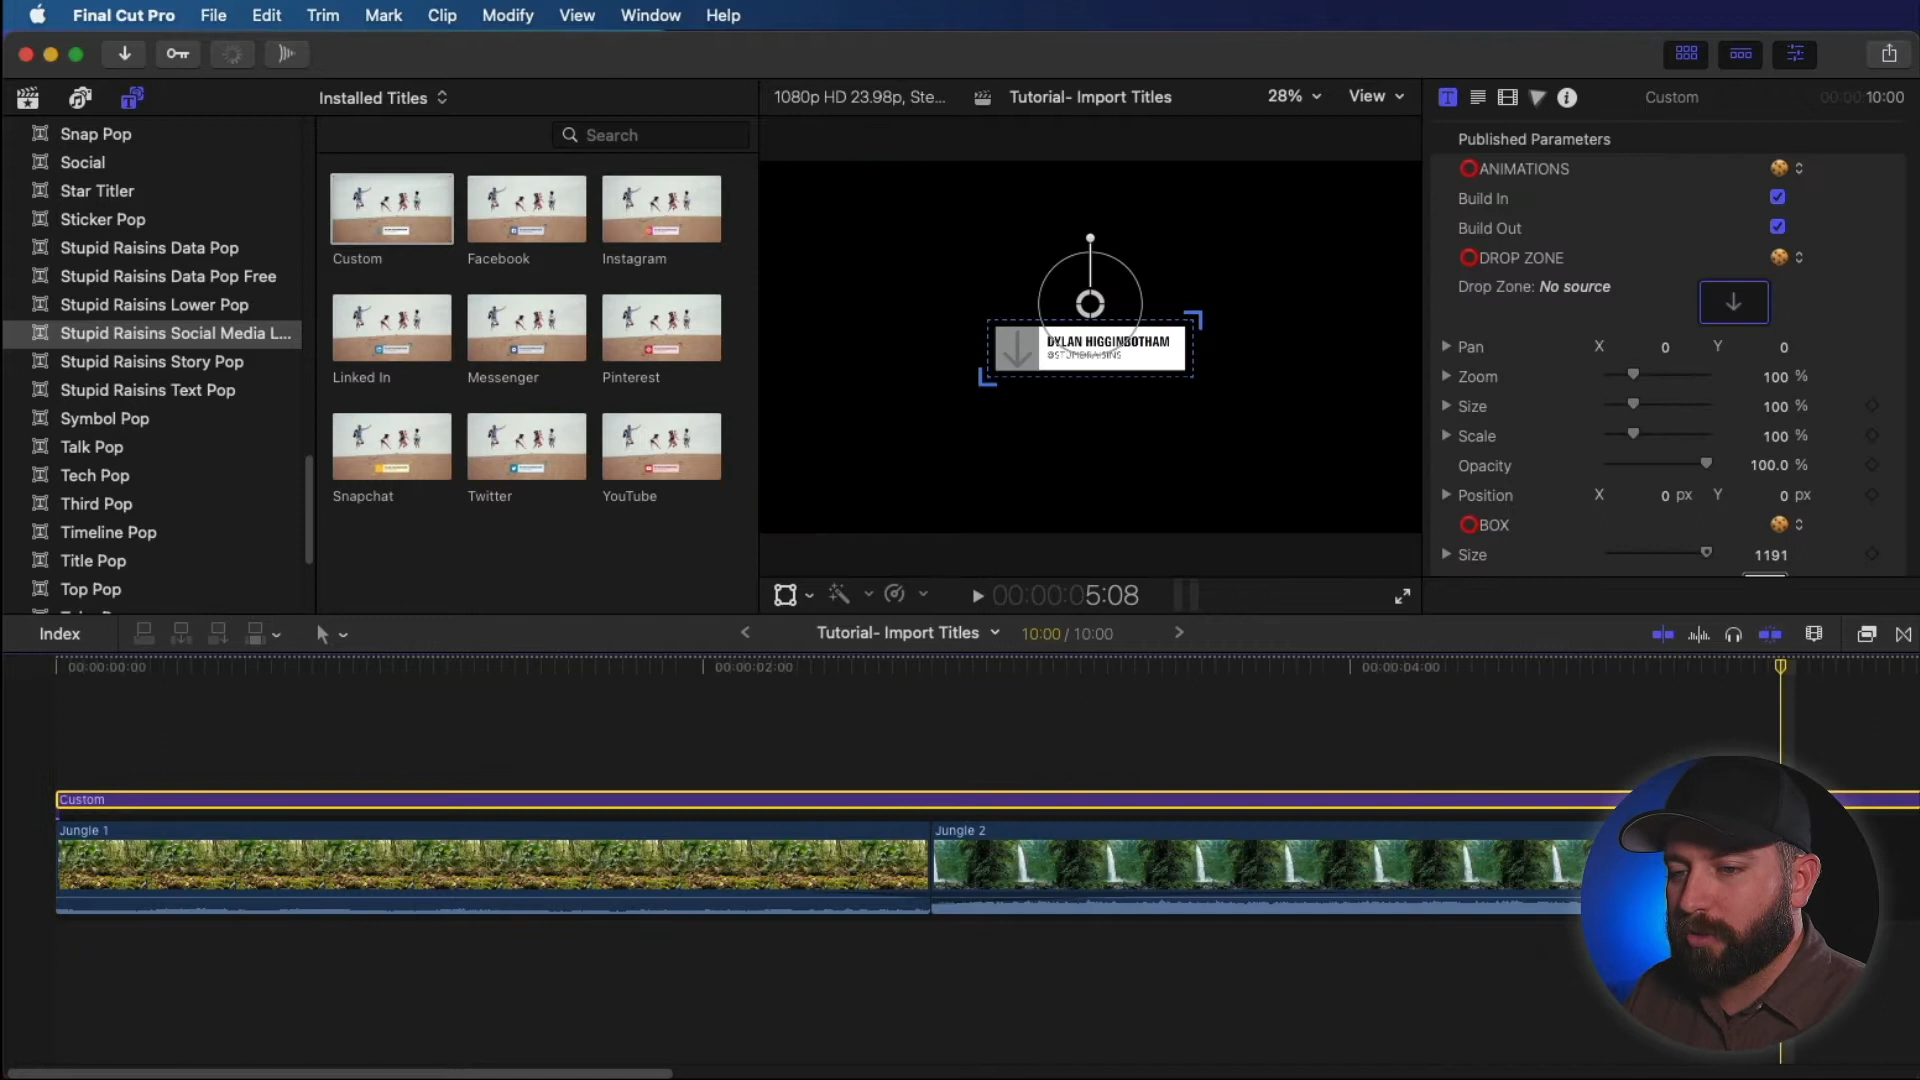 Final Cut Pro File Edit Trim Mark Clip Modify View Window Help
Installed Titles
1080p HD 23.98p, Ste... Tutorial- Import Titles 28% View
Custom 00:00:10:00
Snap Pop
Social
Star Titler
Sticker Pop
Stupid Raisins Data Pop
Stupid Raisins Data Pop Free
Stupid Raisins Lower Pop
Stupid Raisins Social Media L...
Stupid Raisins Story Pop
Stupid Raisins Text Pop
Symbol Pop
Talk Pop
Tech Pop
Third Pop
Timeline Pop
Title Pop
Top Pop
Search
Custom Facebook Instagram
Linked In Messenger Pinterest
Snapchat Twitter YouTube
DYLAN HIGGINBOTHAM
00:00:05:08
Published Parameters
ANIMATIONS
Build In
Build Out
DROP ZONE
Drop Zone: No source
Pan X 0 Y 0
Zoom 100 %
Size 100 %
Scale 100 %
Opacity 100.0 %
Position X 0 px Y 0 px
BOX
Size 1191
Index
Tutorial- Import Titles 10:00 / 10:00
00:00:00:00 00:00:02:00 00:00:04:00
Custom
Jungle 1 Jungle 2